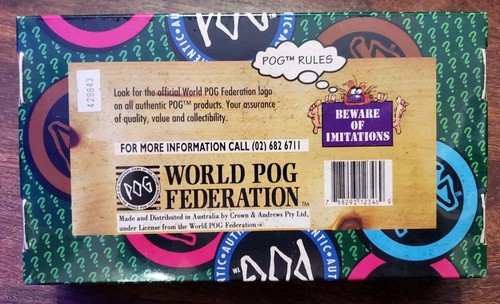 POG™ RULES
429843
Look for the official World POG Federation logo
on all authentic POG™ products. Your assurance
of quality, value and collectibility.
BEWARE
OF
IMITATIONS
FOR MORE INFORMATION CALL (02) 682 6711
POG
WORLD POG
FEDERATION™
Made and Distributed in Australia by Crown & Andrews Pty Ltd,
under License from the World POG Federation™
POG